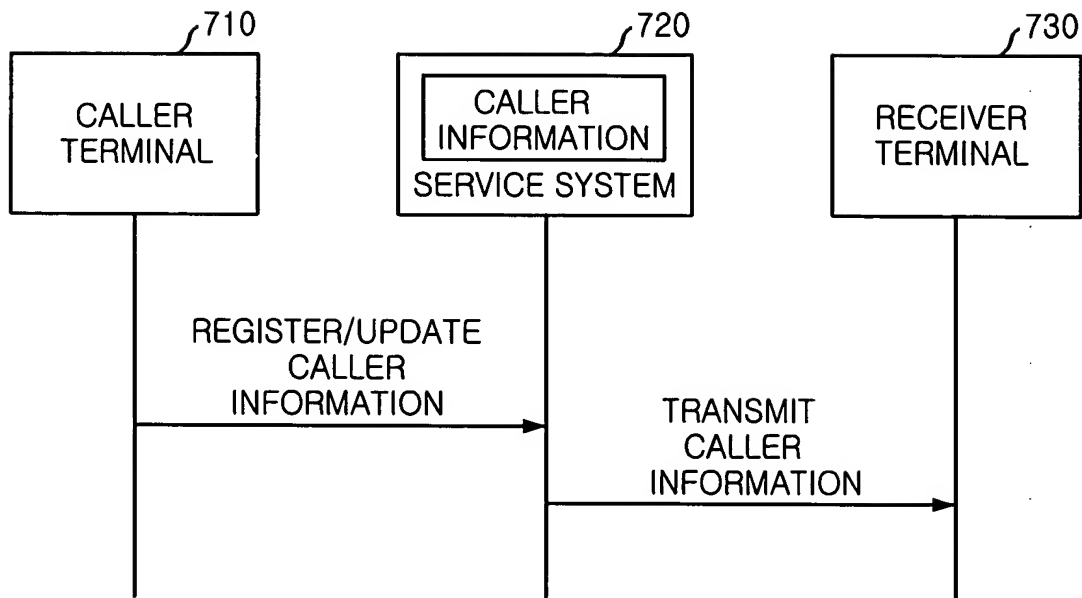 710
720
730
CALLER
TERMINAL
CALLER
INFORMATION
SERVICE SYSTEM
RECEIVER
TERMINAL
REGISTER/UPDATE
CALLER
INFORMATION
TRANSMIT
CALLER
INFORMATION